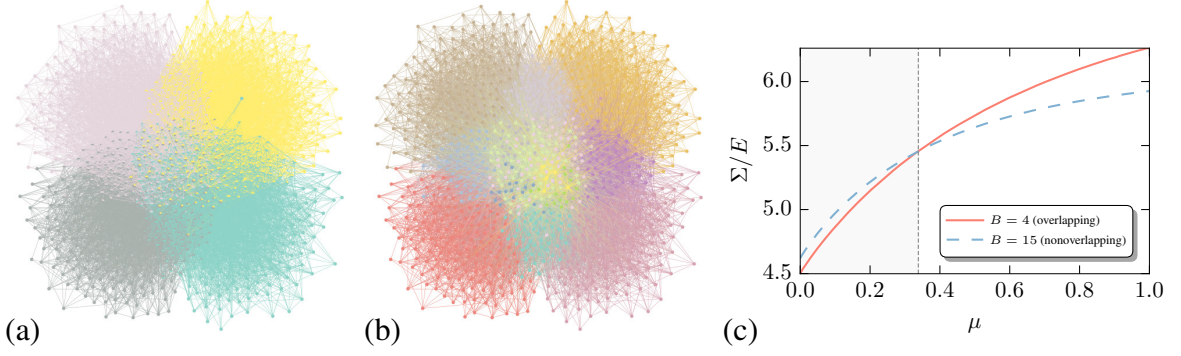 (a)
(b)
(c)
Σ/E
6.0
5.5
5.0
4.5
0.0 0.2 0.4 0.6 0.8 1.0
μ
B = 4 (overlapping)
B = 15 (nonoverlapping)